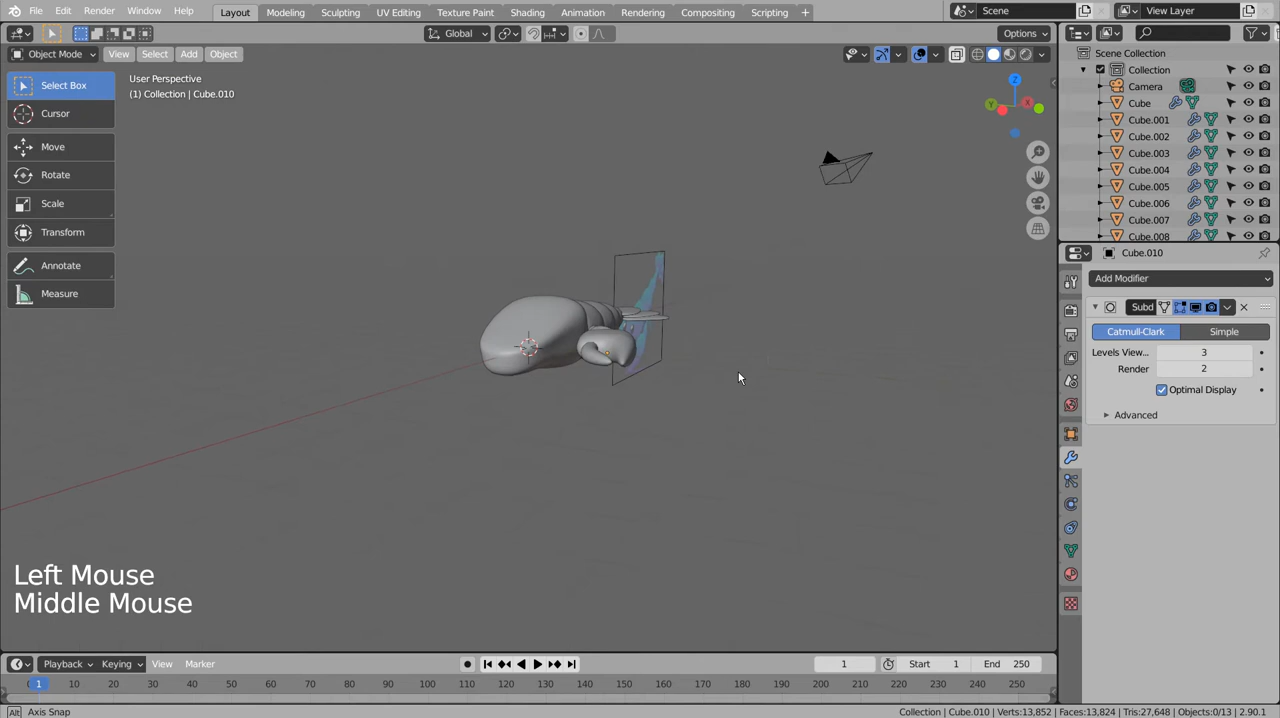 File Edit Render Window Help Layout Modeling Sculpting UV Editing Texture Paint Shading Animation Rendering Compositing Scripting + Scene View Layer
Global Options
Object Mode View Select Add Object
User Perspective
(1) Collection | Cube.010
Select Box
Cursor
Move
Rotate
Scale
Transform
Annotate
Measure
Z
Y
X
Scene Collection
Collection
Camera
Cube
Cube.001
Cube.002
Cube.003
Cube.004
Cube.005
Cube.006
Cube.007
Cube.008
Cube.010
Add Modifier
Subd
Catmull-Clark Simple
Levels View... 3
Render 2
Optimal Display
Advanced
Left Mouse
Middle Mouse
Playback Keying View Marker 1 Start 1 End 250
1 10 20 30 40 50 60 70 80 90 100 110 120 130 140 150 160 170 180 190 200 210 220 230 240 250
Alt Axis Snap Collection | Cube.010 | Verts:13,852 | Faces:13,824 | Tris:27,648 | Objects:0/13 | 2.90.1